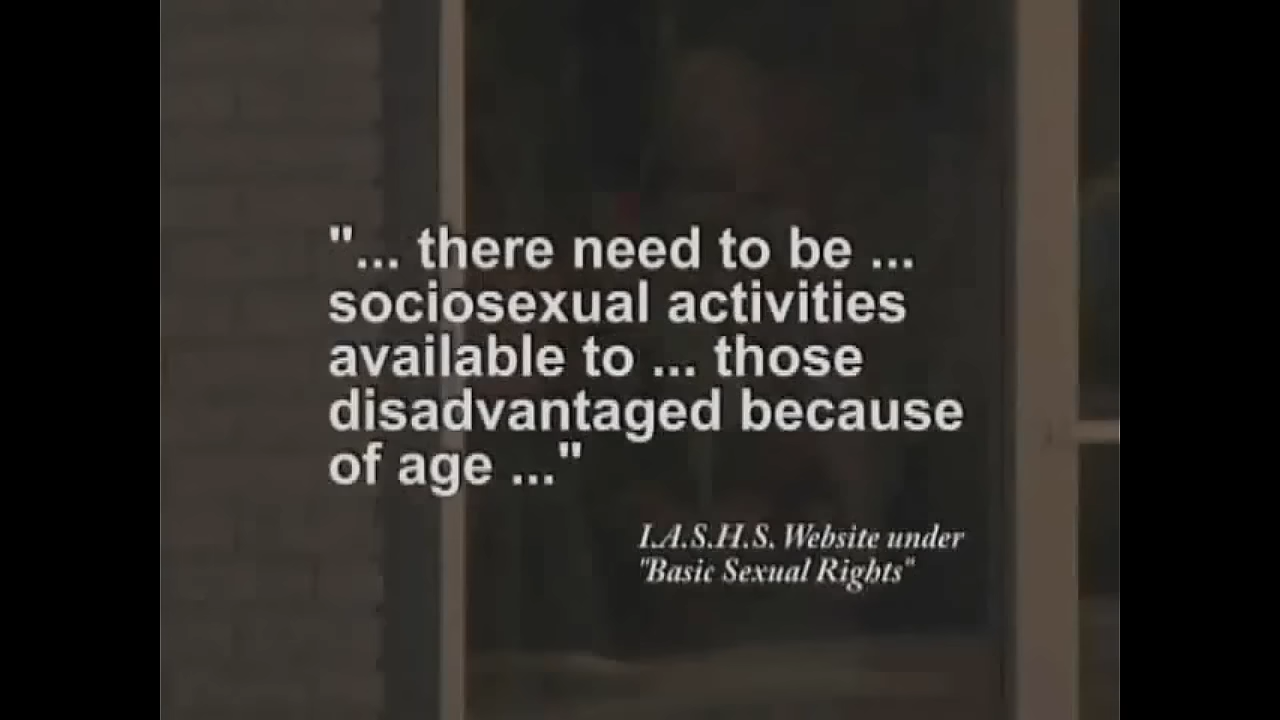 "... there need to be ...
sociosexual activities
available to ... those
disadvantaged because
of age ..."
I.A.S.H.S. Website under
"Basic Sexual Rights"